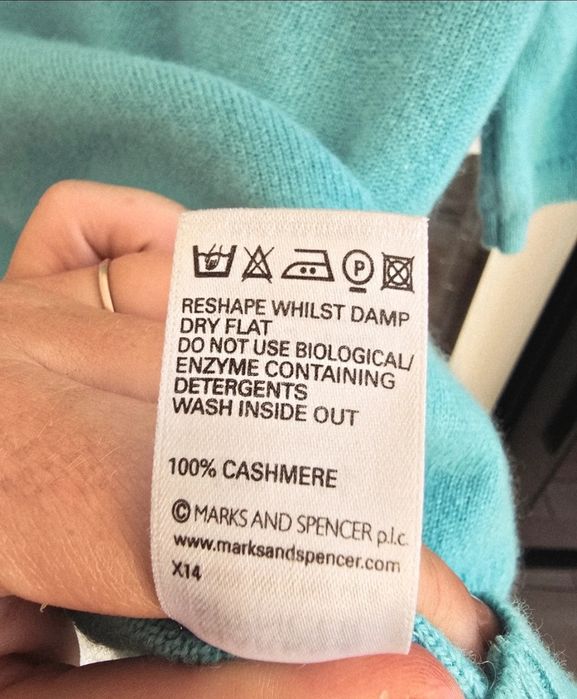 P
RESHAPE WHILST DAMP
DRY FLAT
DO NOT USE BIOLOGICAL/
ENZYME CONTAINING
DETERGENTS
WASH INSIDE OUT
100% CASHMERE
© MARKS AND SPENCER p.l.c.
www.marksandspencer.com
X14